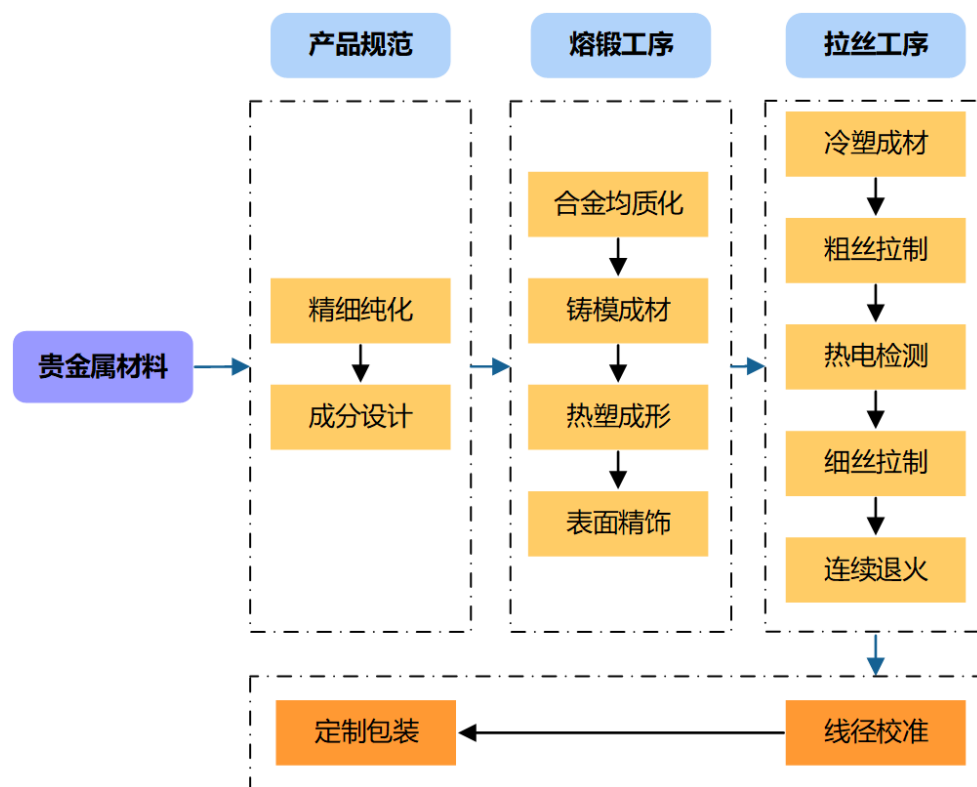 产品规范
熔锻工序
拉丝工序
贵金属材料
精细纯化
成分设计
合金均质化
铸模成材
热塑成形
表面精饰
冷塑成材
粗丝拉制
热电检测
细丝拉制
连续退火
定制包装
线径校准